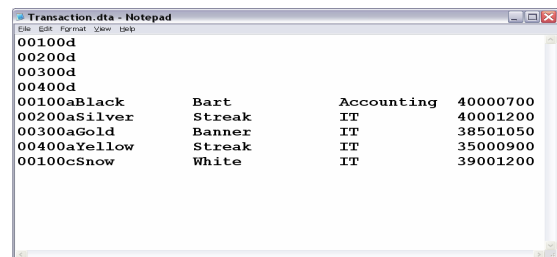 Transaction.dta - Notepad
File Edit Format View Help
00100d
00200d
00300d
00400d
00100aBlack Bart Accounting 40000700
00200aSilver Streak IT 40001200
00300aGold Banner IT 38501050
00400aYellow Streak IT 35000900
00100cSnow White IT 39001200